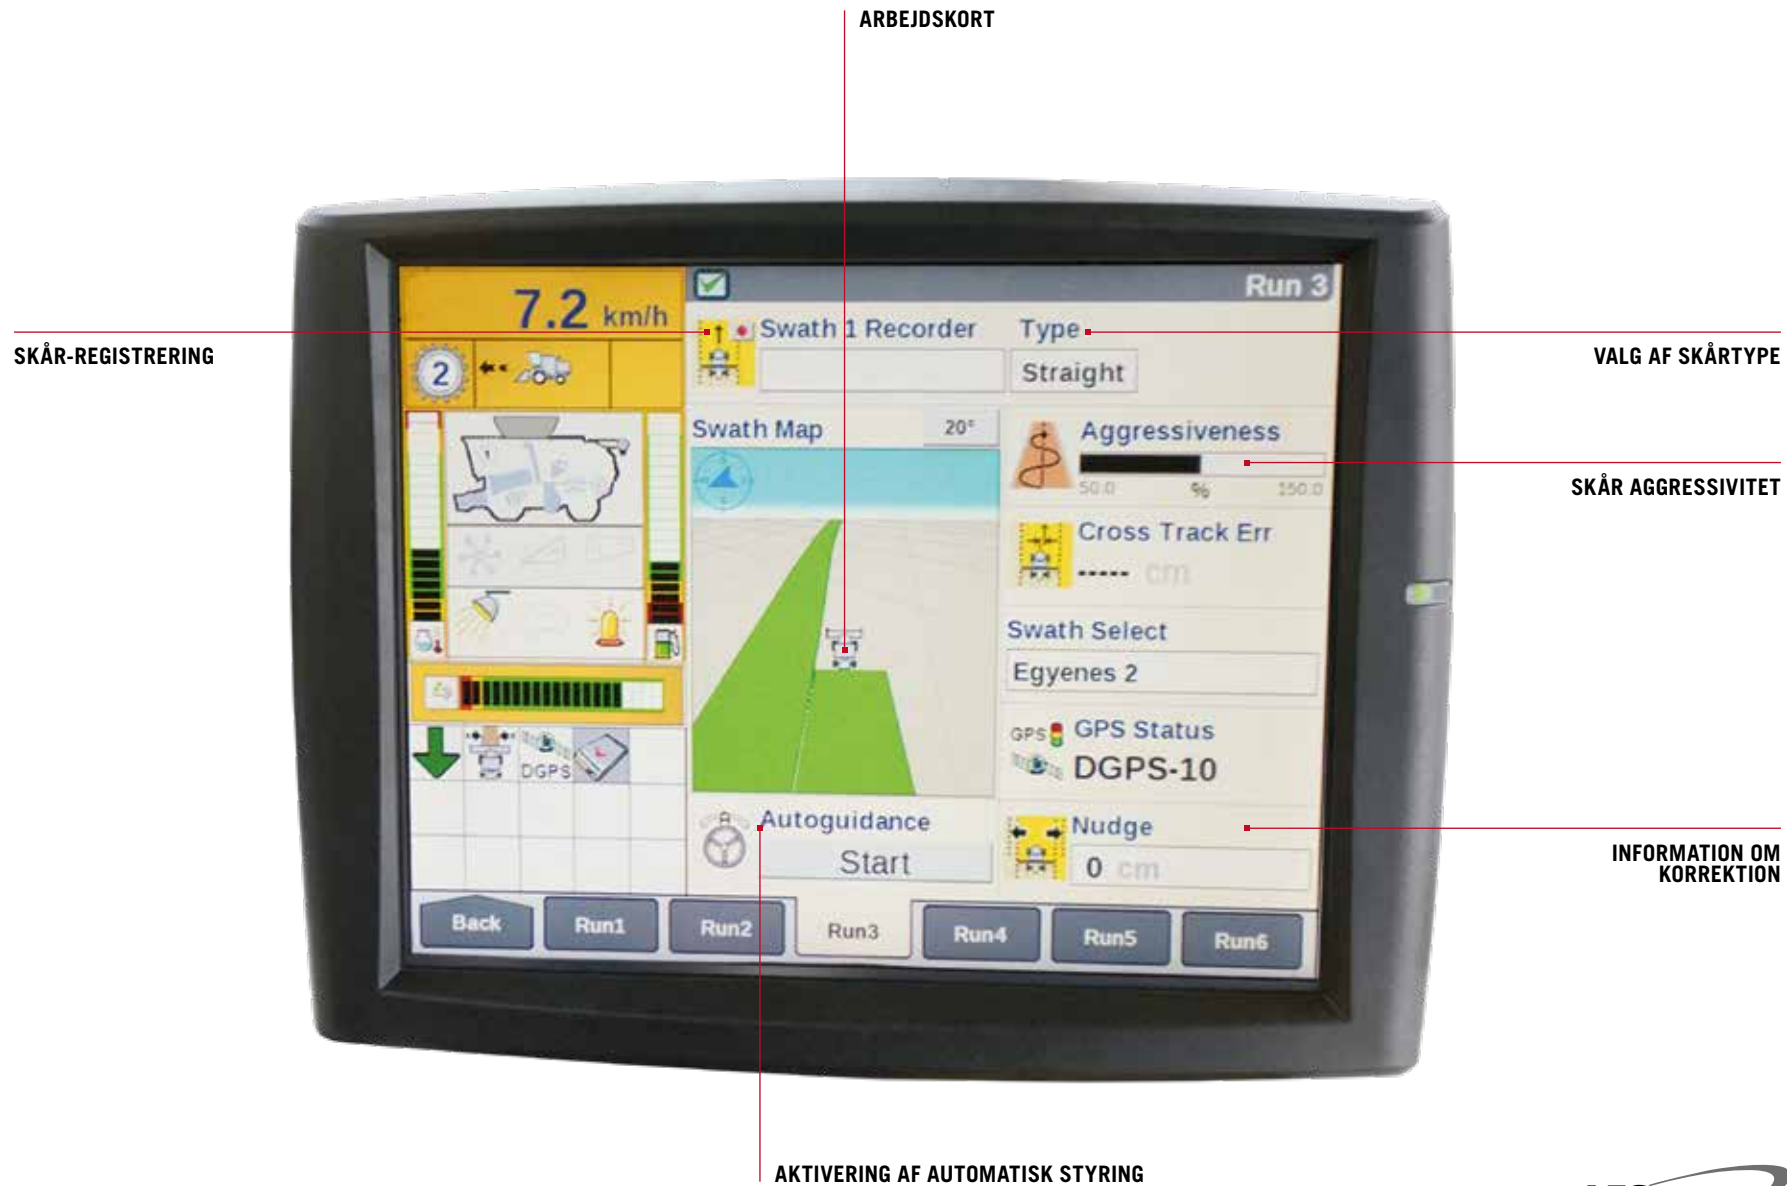 ARBEJDSKORT
SKÅR-REGISTRERING
VALG AF SKÅRTYPE
SKÅR AGGRESSIVITET
INFORMATION OM
KORREKTION
AKTIVERING AF AUTOMATISK STYRING
7.2 km/h
2
DGPS
Run 3
Swath 1 Recorder
Type
Straight
Swath Map
20°
Aggressiveness
50.0 % 150.0
Cross Track Err
----- cm
Swath Select
Egyenes 2
GPS
GPS Status
DGPS-10
Autoguidance
Start
Nudge
0 cm
Back Run1 Run2 Run3 Run4 Run5 Run6